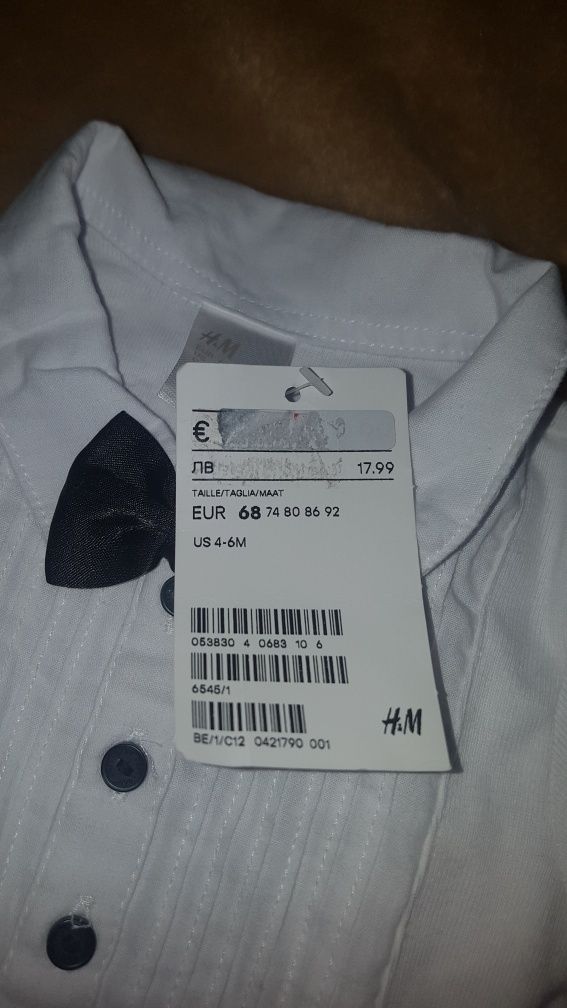 H&M
€
ЛВ 17.99
TAILLE/TAGLIA/MAAT
EUR 68 74 80 86 92
US 4-6M
053830 4 0683 10 6
6545/1
BE/1/C12 0421790 001
H&M